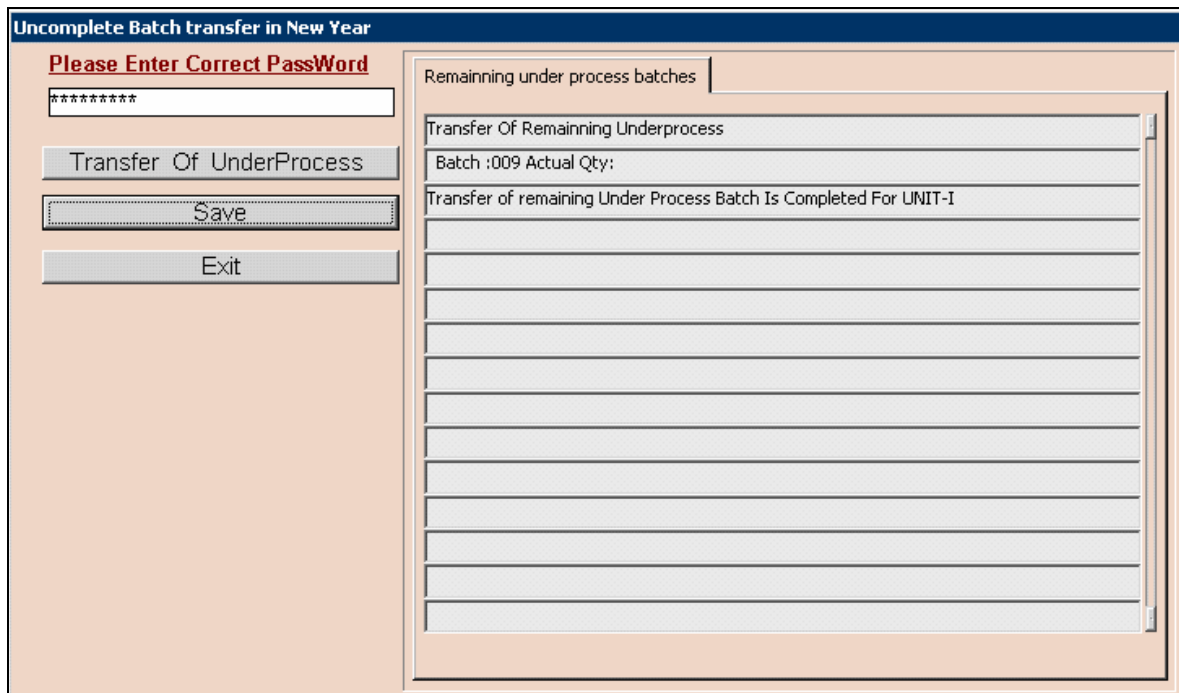 Uncomplete Batch transfer in New Year
Please Enter Correct PassWord
*********
Transfer Of UnderProcess
Save
Exit
Remainning under process batches
Transfer Of Remainning Underprocess
Batch :009 Actual Qty:
Transfer of remaining Under Process Batch Is Completed For UNIT-I